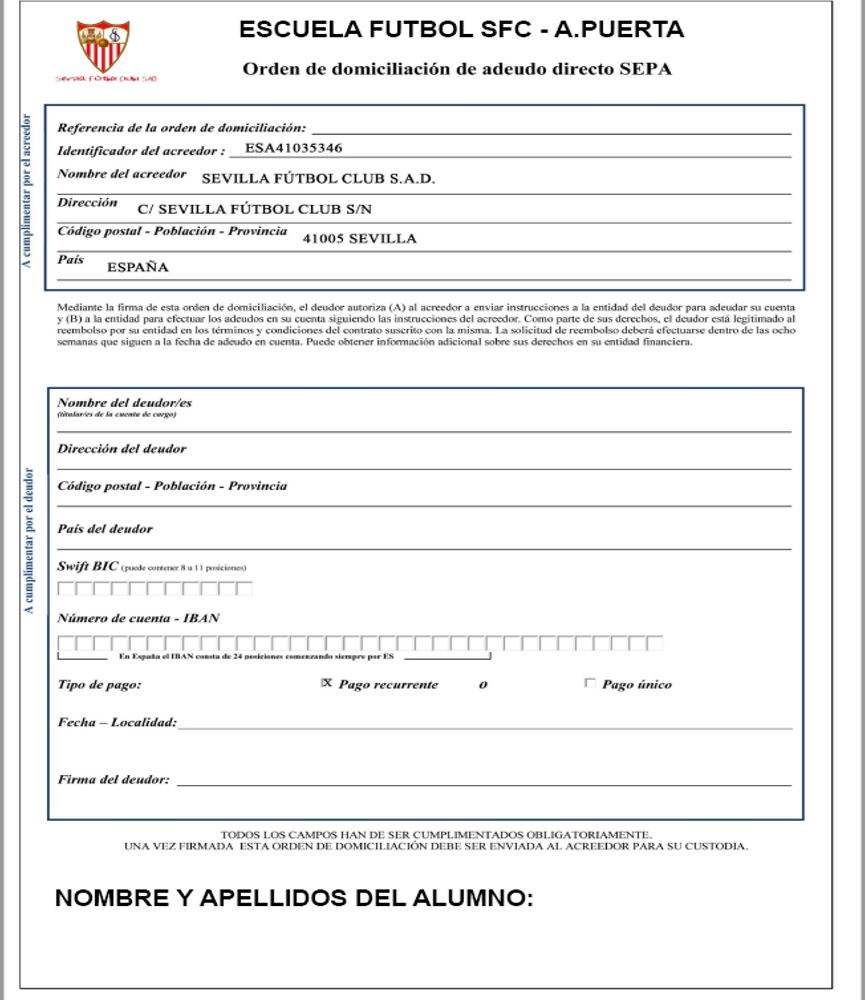 ESCUELA FUTBOL SFC - A.PUERTA
Sevilla Fútbol Club SAD
Orden de domiciliación de adeudo directo SEPA
A cumplimentar por el acreedor
Referencia de la orden de domiciliación:
Identificador del acreedor : ESA41035346
Nombre del acreedor SEVILLA FÚTBOL CLUB S.A.D.
Dirección C/ SEVILLA FÚTBOL CLUB S/N
Código postal - Población - Provincia 41005 SEVILLA
País ESPAÑA
Mediante la firma de esta orden de domiciliación, el deudor autoriza (A) al acreedor a enviar instrucciones a la entidad del deudor para adeudar su cuenta
y (B) a la entidad para efectuar los adeudos en su cuenta siguiendo las instrucciones del acreedor. Como parte de sus derechos, el deudor está legitimado al
reembolso por su entidad en los términos y condiciones del contrato suscrito con la misma. La solicitud de reembolso deberá efectuarse dentro de las ocho
semanas que siguen a la fecha de adeudo en cuenta. Puede obtener información adicional sobre sus derechos en su entidad financiera.
A cumplimentar por el deudor
Nombre del deudor/es
(titular/es de la cuenta de cargo)
Dirección del deudor
Código postal - Población - Provincia
País del deudor
Swift BIC (puede contener 8 u 11 posiciones)
Número de cuenta - IBAN
En España el IBAN consta de 24 posiciones comenzando siempre por ES
Tipo de pago: X Pago recurrente o Pago único
Fecha – Localidad:
Firma del deudor:
TODOS LOS CAMPOS HAN DE SER CUMPLIMENTADOS OBLIGATORIAMENTE.
UNA VEZ FIRMADA ESTA ORDEN DE DOMICILIACIÓN DEBE SER ENVIADA AL ACREEDOR PARA SU CUSTODIA.
NOMBRE Y APELLIDOS DEL ALUMNO: